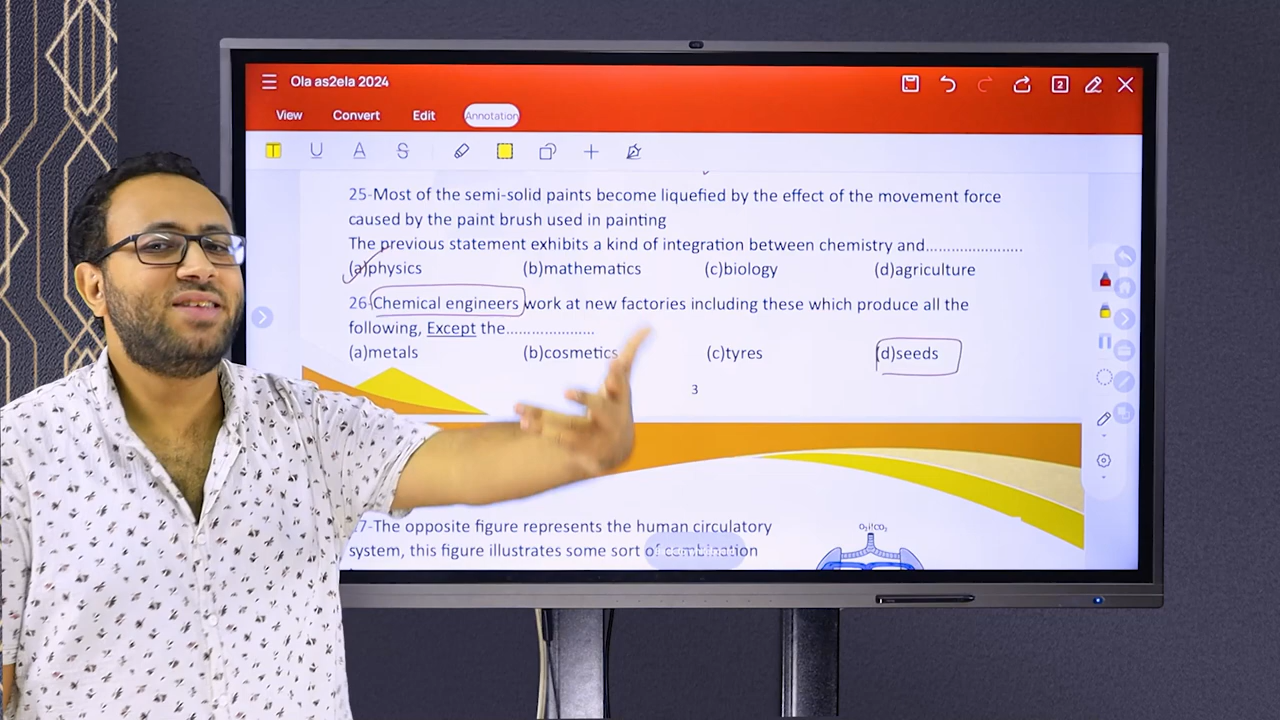 Ola as2ela 2024
2
View Convert Edit Annotation
T U A S
25-Most of the semi-solid paints become liquefied by the effect of the movement force
caused by the paint brush used in painting
The previous statement exhibits a kind of integration between chemistry and........................
(a)physics (b)mathematics (c)biology (d)agriculture
26 Chemical engineers work at new factories including these which produce all the
following, Except the.....................
(a)metals (b)cosmetics (c)tyres (d)seeds
3
7-The opposite figure represents the human circulatory
system, this figure illustrates some sort of combination